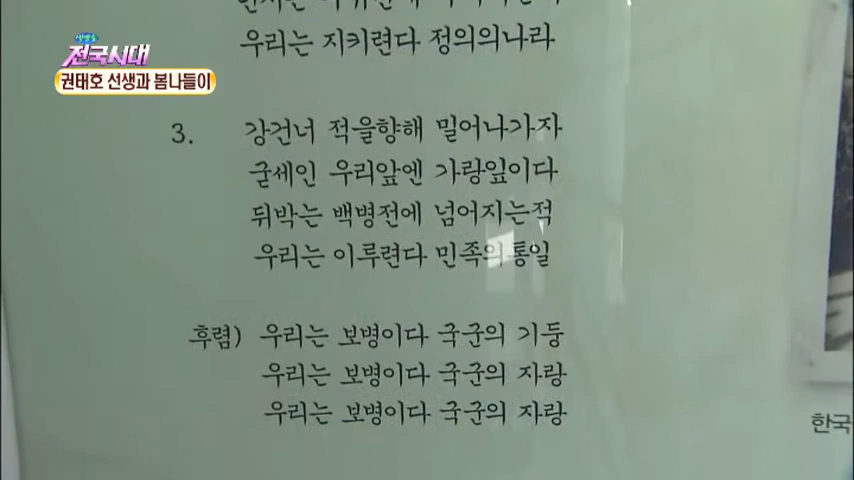 생방송
전국시대
권태호 선생과 봄나들이
우리는 지키련다 정의의나라
3. 강건너 적을향해 밀어나가자
굳세인 우리앞엔 가랑잎이다
뒤박는 백병전에 넘어지는적
우리는 이루련다 민족의통일
후렴) 우리는 보병이다 국군의 기둥
우리는 보병이다 국군의 자랑
우리는 보병이다 국군의 자랑
한국